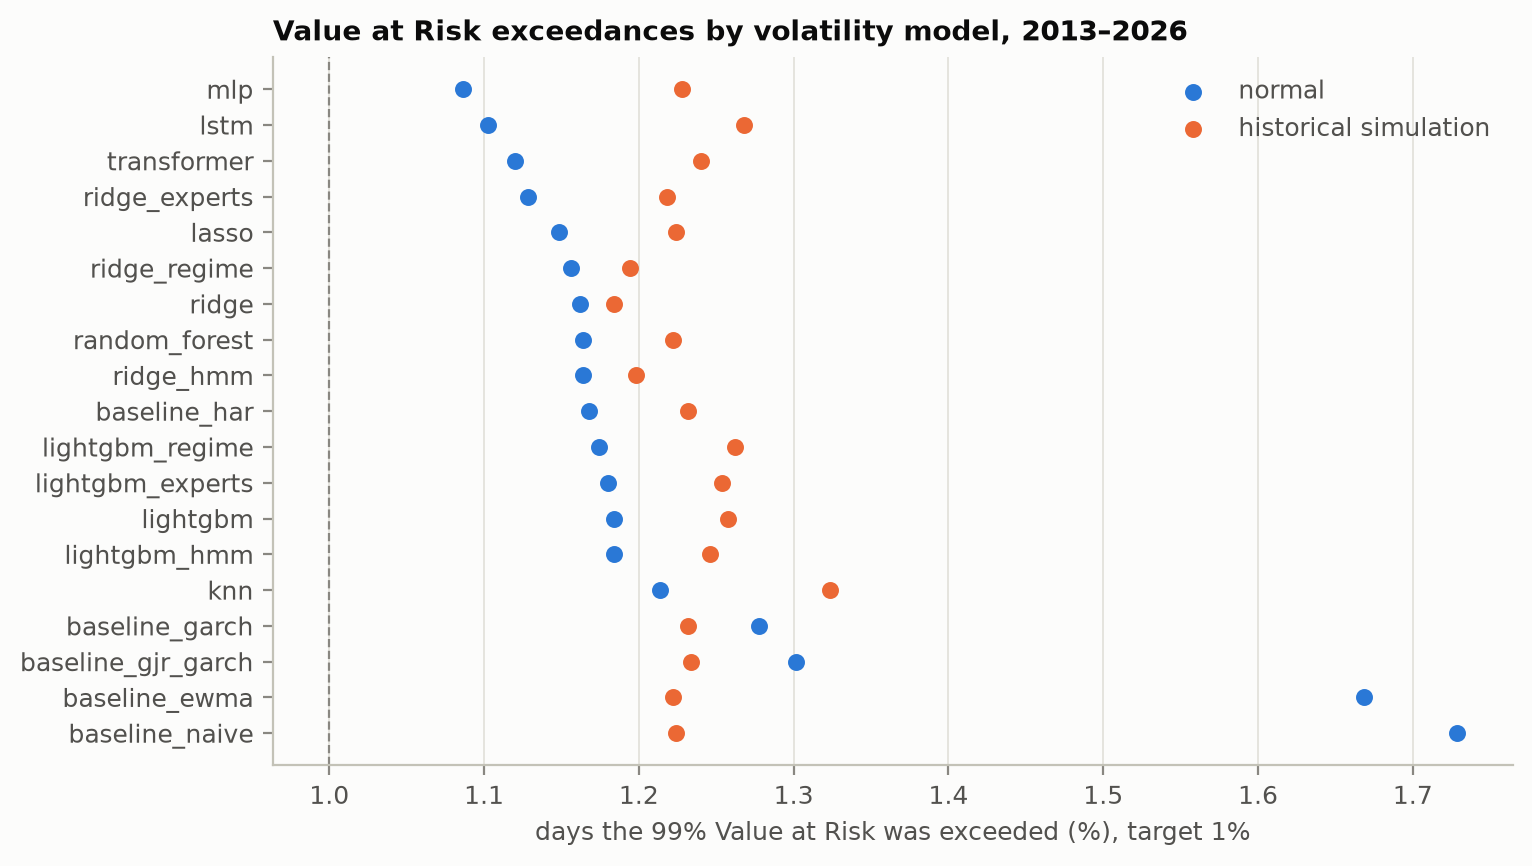 Value at Risk exceedances by volatility model, 2013–2026
normal
historical simulation
mlp
lstm
transformer
ridge_experts
lasso
ridge_regime
ridge
random_forest
ridge_hmm
baseline_har
lightgbm_regime
lightgbm_experts
lightgbm
lightgbm_hmm
knn
baseline_garch
baseline_gjr_garch
baseline_ewma
baseline_naive
1.0 1.1 1.2 1.3 1.4 1.5 1.6 1.7
days the 99% Value at Risk was exceeded (%), target 1%